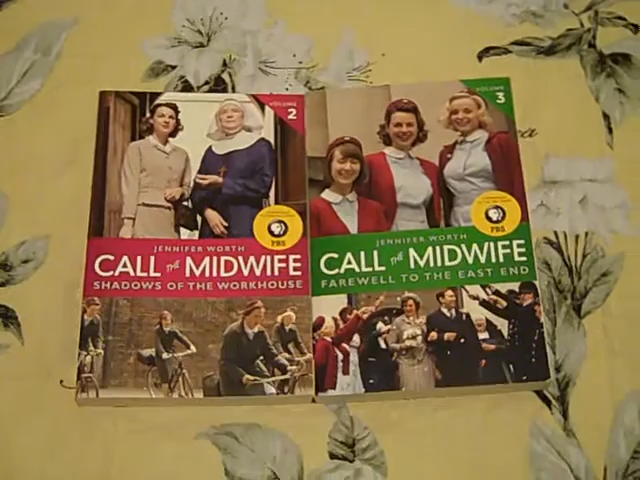 VOLUME
2
JENNIFER WORTH
CALL THE MIDWIFE
SHADOWS OF THE WORKHOUSE
PBS
VOLUME
3
JENNIFER WORTH
CALL THE MIDWIFE
FAREWELL TO THE EAST END
PBS